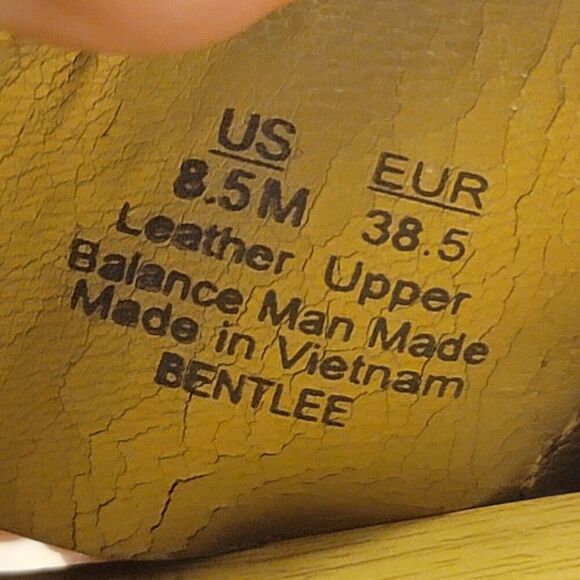 US EUR
8.5M 38.5
Leather Upper
Balance Man Made
Made in Vietnam
BENTLEE